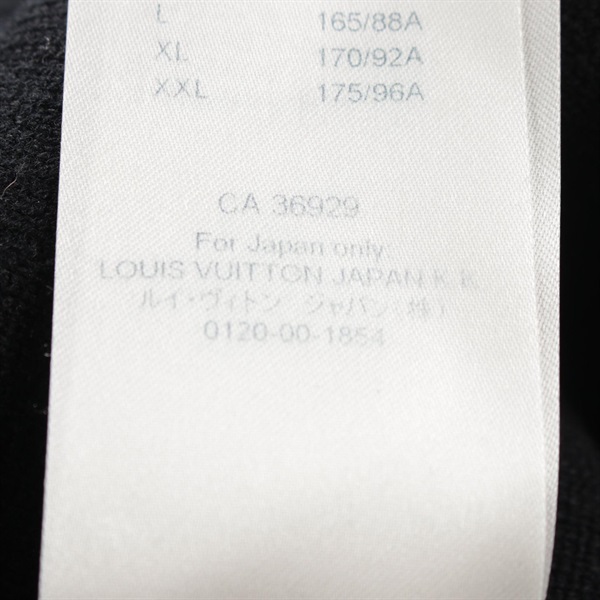 L 165/88A
XL 170/92A
XXL 175/96A
CA 36929
For Japan only:
LOUIS VUITTON JAPAN K.K.
ルイ・ヴィトン ジャパン(株)
0120-00-1854